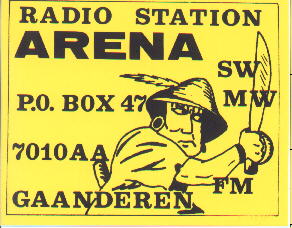 RADIO STATION
ARENA
SW
P.O. BOX 47 MW
7010 AA
FM
GAANDEREN